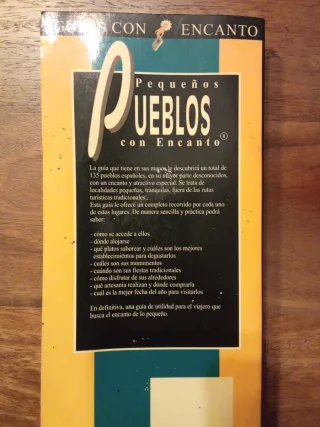 CON ENCANTO
Pequeños
PUEBLOS
con Encanto®
La guía que tiene en sus manos le descubrirá un total de
135 pueblos españoles, en su mayor parte desconocidos,
con un encanto y atractivo especial. Se trata de
localidades pequeñas, tranquilas, fuera de las rutas
turísticas tradicionales.
Esta guía le ofrece un completo recorrido por cada uno
de estos lugares. De manera sencilla y práctica podrá
saber:
- cómo se accede a ellos
- dónde alojarse
- qué platos saborear y cuáles son los mejores
establecimientos para degustarlos
- cuáles son sus monumentos
- cuándo son sus fiestas tradicionales
- cómo disfrutar de sus alrededores
- qué artesanía realizan y dónde comprarla
- cuál es la mejor fecha del año para visitarlos
En definitiva, una guía de utilidad para el viajero que
busca el encanto de lo pequeño.